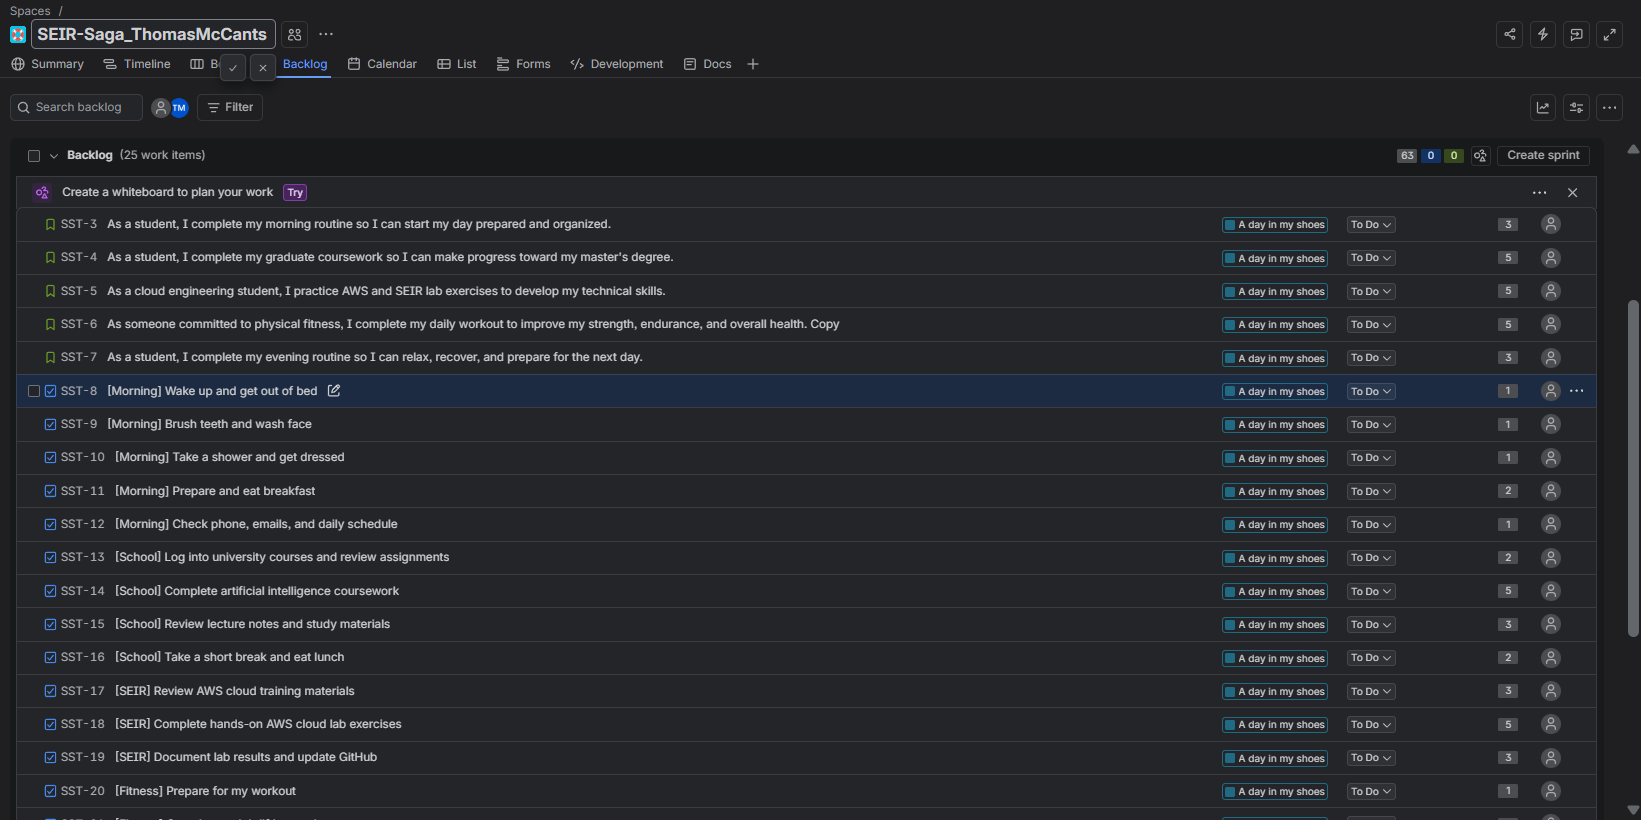 Spaces /
SEIR-Saga_ThomasMcCants
Summary Timeline Backlog Calendar List Forms Development Docs
Search backlog TM Filter
Backlog (25 work items) 63 0 0 Create sprint
Create a whiteboard to plan your work Try
SST-3 As a student, I complete my morning routine so I can start my day prepared and organized. A day in my shoes To Do 3
SST-4 As a student, I complete my graduate coursework so I can make progress toward my master's degree. A day in my shoes To Do 5
SST-5 As a cloud engineering student, I practice AWS and SEIR lab exercises to develop my technical skills. A day in my shoes To Do 5
SST-6 As someone committed to physical fitness, I complete my daily workout to improve my strength, endurance, and overall health. Copy A day in my shoes To Do 5
SST-7 As a student, I complete my evening routine so I can relax, recover, and prepare for the next day. A day in my shoes To Do 3
SST-8 [Morning] Wake up and get out of bed A day in my shoes To Do 1
SST-9 [Morning] Brush teeth and wash face A day in my shoes To Do 1
SST-10 [Morning] Take a shower and get dressed A day in my shoes To Do 1
SST-11 [Morning] Prepare and eat breakfast A day in my shoes To Do 2
SST-12 [Morning] Check phone, emails, and daily schedule A day in my shoes To Do 1
SST-13 [School] Log into university courses and review assignments A day in my shoes To Do 2
SST-14 [School] Complete artificial intelligence coursework A day in my shoes To Do 5
SST-15 [School] Review lecture notes and study materials A day in my shoes To Do 3
SST-16 [School] Take a short break and eat lunch A day in my shoes To Do 2
SST-17 [SEIR] Review AWS cloud training materials A day in my shoes To Do 3
SST-18 [SEIR] Complete hands-on AWS cloud lab exercises A day in my shoes To Do 5
SST-19 [SEIR] Document lab results and update GitHub A day in my shoes To Do 3
SST-20 [Fitness] Prepare for my workout A day in my shoes To Do 1